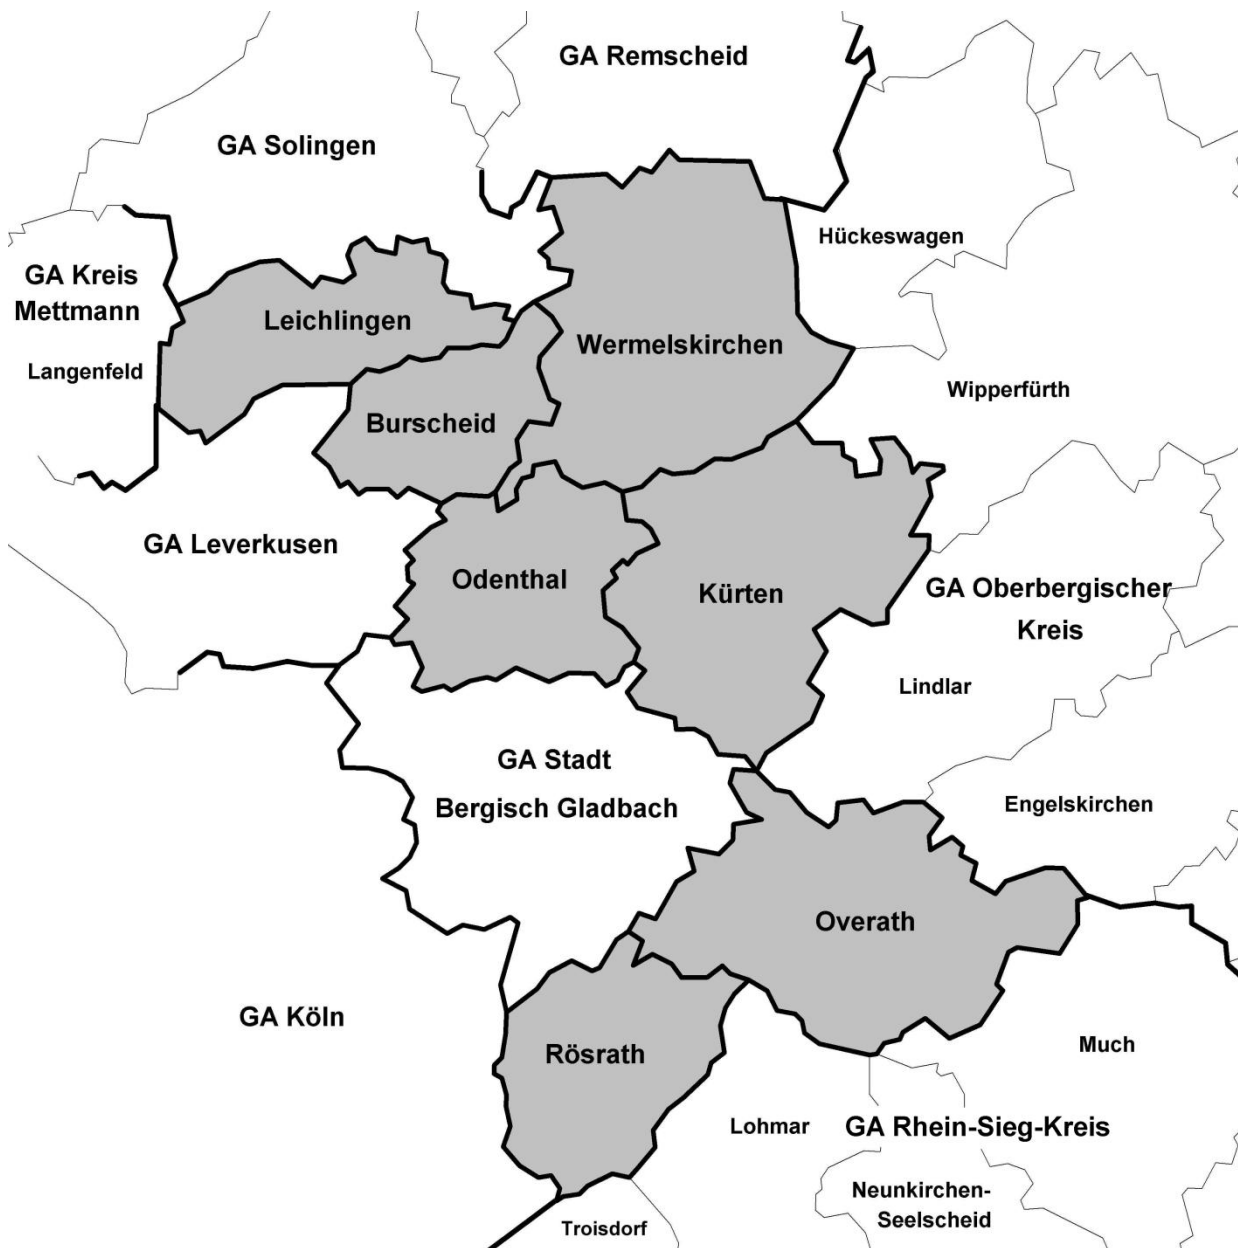 GA Remscheid
GA Solingen
Hückeswagen
GA Kreis
Mettmann
Leichlingen
Wermelskirchen
Langenfeld
Wipperfürth
Burscheid
GA Leverkusen
Odenthal
Kürten
GA Oberbergischer
Kreis
Lindlar
GA Stadt
Bergisch Gladbach
Engelskirchen
Overath
GA Köln
Rösrath
Much
Lohmar
GA Rhein-Sieg-Kreis
Neunkirchen-
Seelscheid
Troisdorf